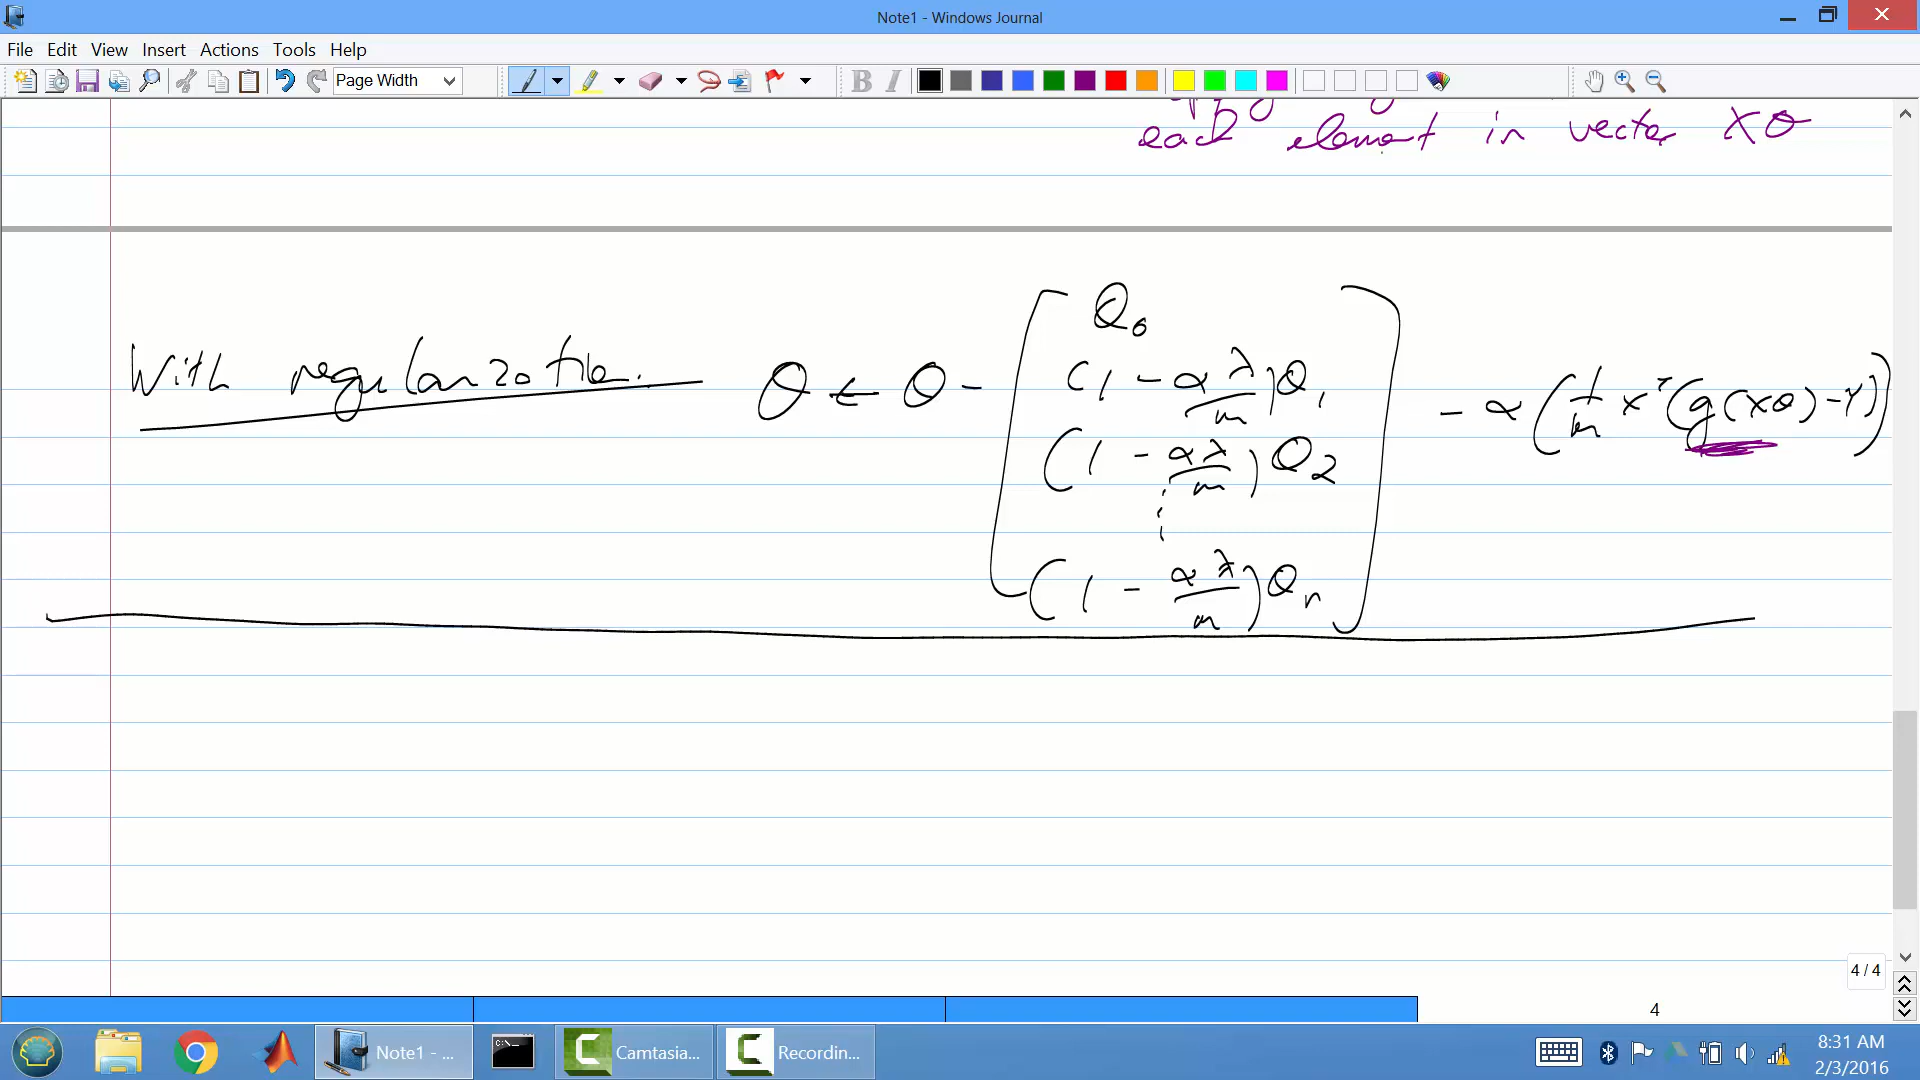 Note1 - Windows Journal
File Edit View Insert Actions Tools Help
Page Width
B I
each element in vector Xθ
With regularization. θ ← θ - [ θ₀
(1 - α λ/m)θ₁
(1 - αλ/m)θ₂
⋮
(1 - αλ/m)θₙ ] - α(1/m Xᵀ(g(Xθ) - Y))
4 / 4
4
Note1 - ...
C:\_
Camtasia...
Recordin...
8:31 AM
2/3/2016